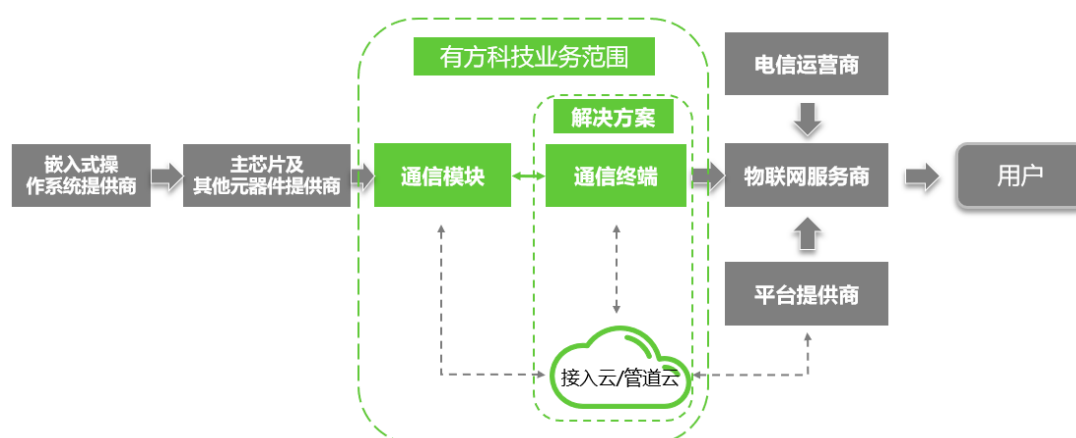 有方科技业务范围
电信运营商
解决方案
嵌入式操
作系统提供商
主芯片及
其他元器件提供商
通信模块
通信终端
物联网服务商
用户
平台提供商
接入云/管道云